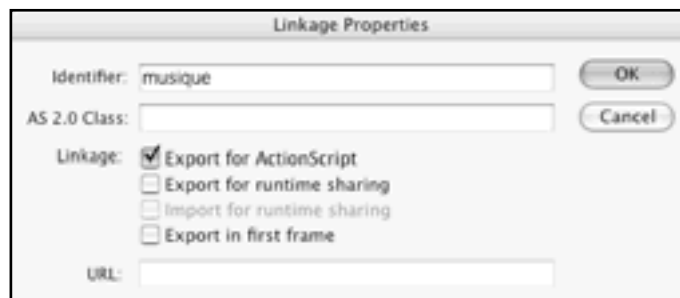 Linkage Properties
Identifier: musique OK
AS 2.0 Class: Cancel
Linkage: Export for ActionScript
Export for runtime sharing
Import for runtime sharing
Export in first frame
URL: